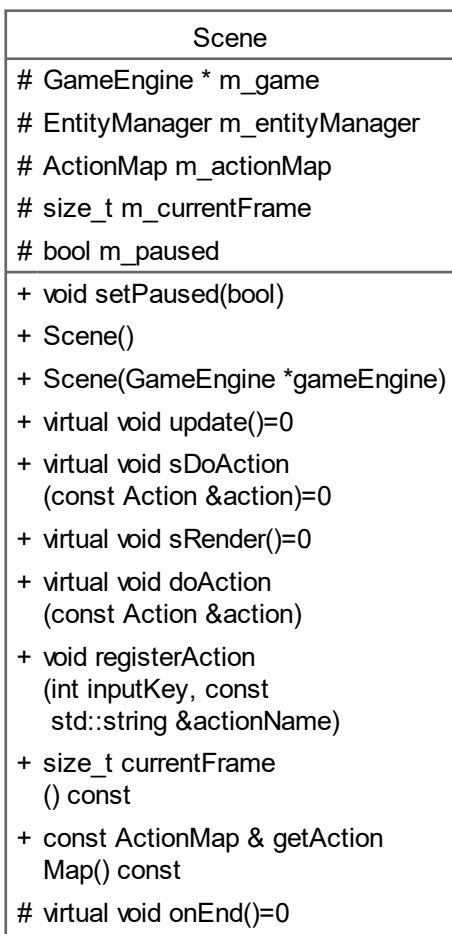 Scene
# GameEngine * m_game
# EntityManager m_entityManager
# ActionMap m_actionMap
# size_t m_currentFrame
# bool m_paused
+ void setPaused(bool)
+ Scene()
+ Scene(GameEngine *gameEngine)
+ virtual void update()=0
+ virtual void sDoAction
(const Action &action)=0
+ virtual void sRender()=0
+ virtual void doAction
(const Action &action)
+ void registerAction
(int inputKey, const
std::string &actionName)
+ size_t currentFrame
() const
+ const ActionMap & getAction
Map() const
# virtual void onEnd()=0